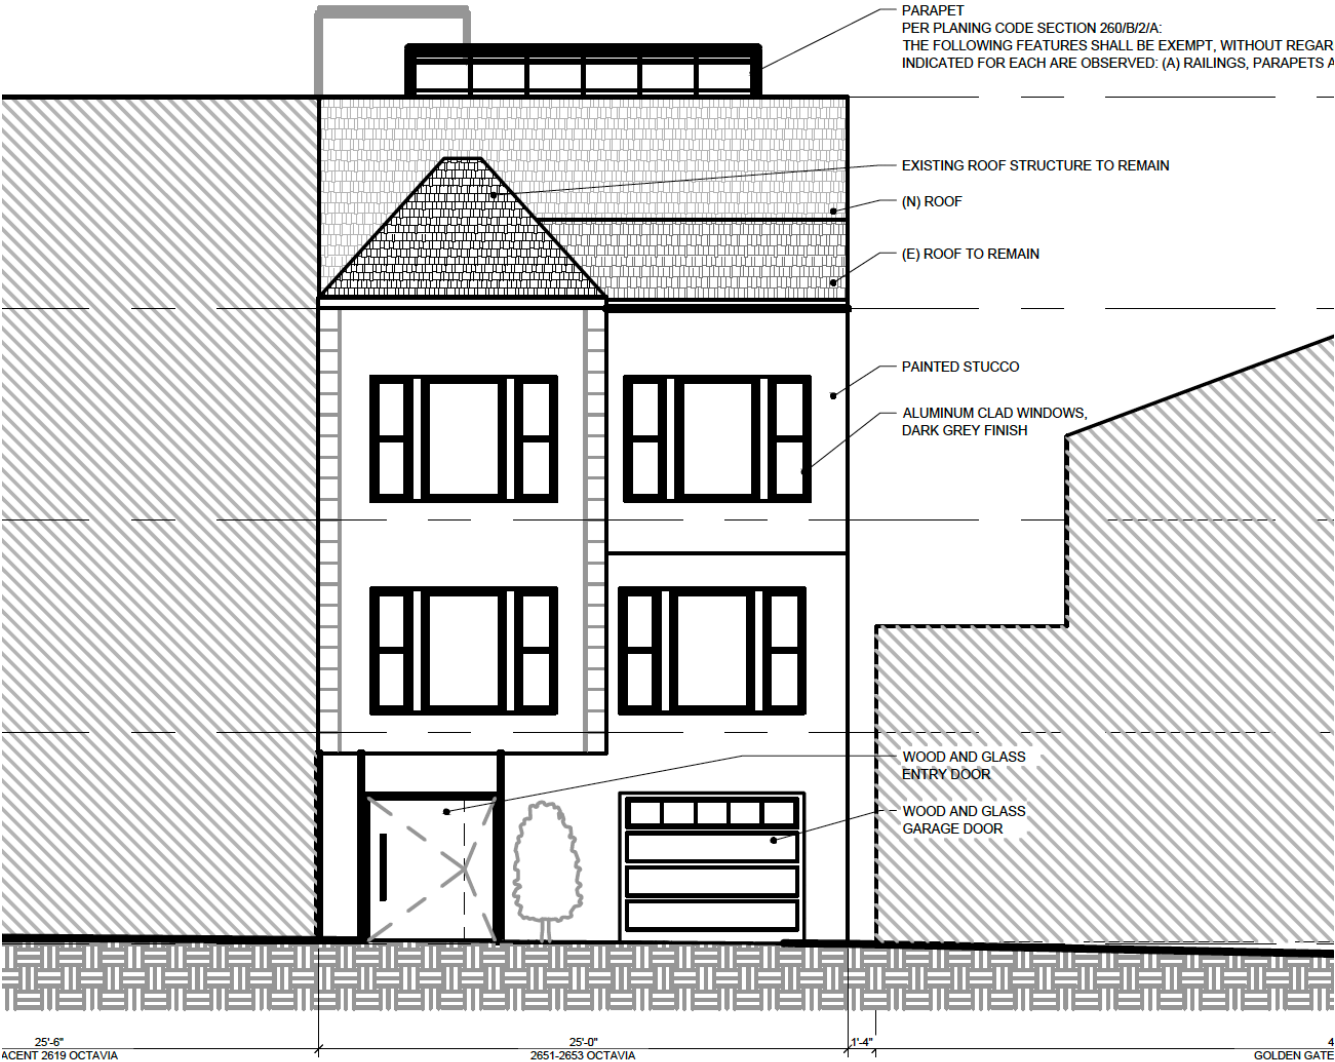 PARAPET
PER PLANING CODE SECTION 260/B/2/A:
THE FOLLOWING FEATURES SHALL BE EXEMPT, WITHOUT REGAR
INDICATED FOR EACH ARE OBSERVED: (A) RAILINGS, PARAPETS A
EXISTING ROOF STRUCTURE TO REMAIN
(N) ROOF
(E) ROOF TO REMAIN
PAINTED STUCCO
ALUMINUM CLAD WINDOWS,
DARK GREY FINISH
WOOD AND GLASS
ENTRY DOOR
WOOD AND GLASS
GARAGE DOOR
25'-6"
ACENT 2619 OCTAVIA
25'-0"
2651-2653 OCTAVIA
1'-4"
4
GOLDEN GATE